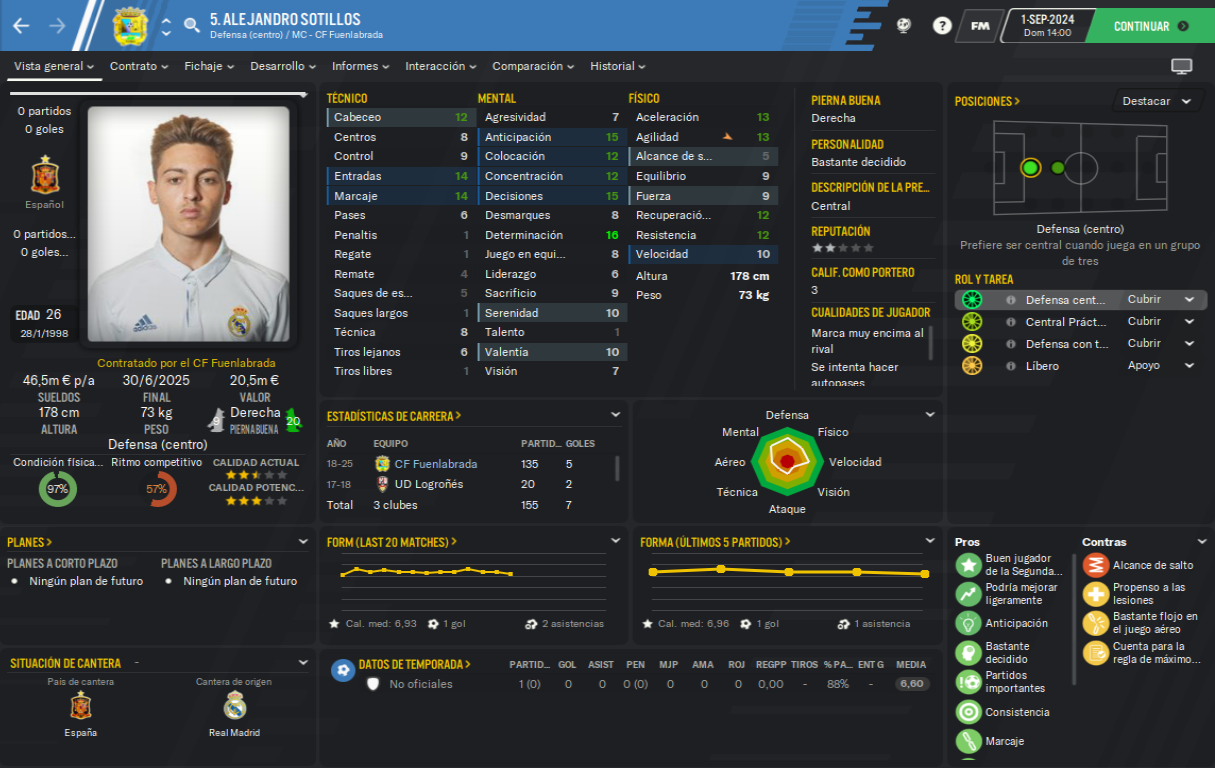 5. ALEJANDRO SOTILLOS
Defensa (centro) / MC - CF Fuenlabrada
?
FM
1-SEP-2024
Dom 14:00
CONTINUAR
Vista general
Contrato
Fichaje
Desarrollo
Informes
Interacción
Comparación
Historial
0 partidos
0 goles
Español
0 partidos...
0 goles...
EDAD 26
28/1/1998
Contratado por el CF Fuenlabrada
46,5m € p/a 30/6/2025 20,5m €
SUELDOS FINAL VALOR
178 cm 73 kg 9 Derecha 20
ALTURA PESO PIERNA BUENA
Defensa (centro)
Condición física... Ritmo competitivo CALIDAD ACTUAL
97% 57%
CALIDAD POTENC...
TÉCNICO
Cabeceo 12
Centros 8
Control 9
Entradas 14
Marcaje 14
Pases 6
Penaltis 1
Regate 1
Remate 4
Saques de es... 5
Saques largos 1
Técnica 8
Tiros lejanos 6
Tiros libres 1
MENTAL
Agresividad 7
Anticipación 15
Colocación 12
Concentración 12
Decisiones 15
Desmarques 8
Determinación 16
Juego en equi... 8
Liderazgo 6
Sacrificio 9
Serenidad 10
Talento 1
Valentía 10
Visión 7
FÍSICO
Aceleración 13
Agilidad 13
Alcance de s... 5
Equilibrio 9
Fuerza 9
Recuperació... 12
Resistencia 12
Velocidad 10
Altura 178 cm
Peso 73 kg
PIERNA BUENA
Derecha
PERSONALIDAD
Bastante decidido
DESCRIPCIÓN DE LA PRE...
Central
REPUTACIÓN
CALIF. COMO PORTERO
3
CUALIDADES DE JUGADOR
Marca muy encima al
rival
Se intenta hacer
autopases
POSICIONES >
Destacar
Defensa (centro)
Prefiere ser central cuando juega en un grupo
de tres
ROL Y TAREA
Defensa cent... Cubrir
Central Práct... Cubrir
Defensa con t... Cubrir
Líbero Apoyo
ESTADÍSTICAS DE CARRERA >
AÑO EQUIPO PARTID... GOLES
18-25 CF Fuenlabrada 135 5
17-18 UD Logroñés 20 2
Total 3 clubes 155 7
Defensa
Mental Físico
Aéreo Velocidad
Técnica Visión
Ataque
PLANES >
PLANES A CORTO PLAZO PLANES A LARGO PLAZO
• Ningún plan de futuro • Ningún plan de futuro
FORM (LAST 20 MATCHES) >
Cal. med: 6,93 1 gol 2 asistencias
FORMA (ÚLTIMOS 5 PARTIDOS) >
Cal. med: 6,96 1 gol 1 asistencia
Pros
Buen jugador
de la Segunda...
Podría mejorar
ligeramente
Anticipación
Bastante
decidido
Partidos
importantes
Consistencia
Marcaje
Contras
Alcance de salto
Propenso a las
lesiones
Bastante flojo en
el juego aéreo
Cuenta para la
regla de máximo...
SITUACIÓN DE CANTERA -
País de cantera Cantera de origen
España Real Madrid
DATOS DE TEMPORADA > PARTID... GOL ASIST PEN MJP AMA ROJ REGPP TIROS % PA... ENT G MEDIA
No oficiales 1 (0) 0 0 0 (0) 0 0 0 0,00 - 88% - 6,60